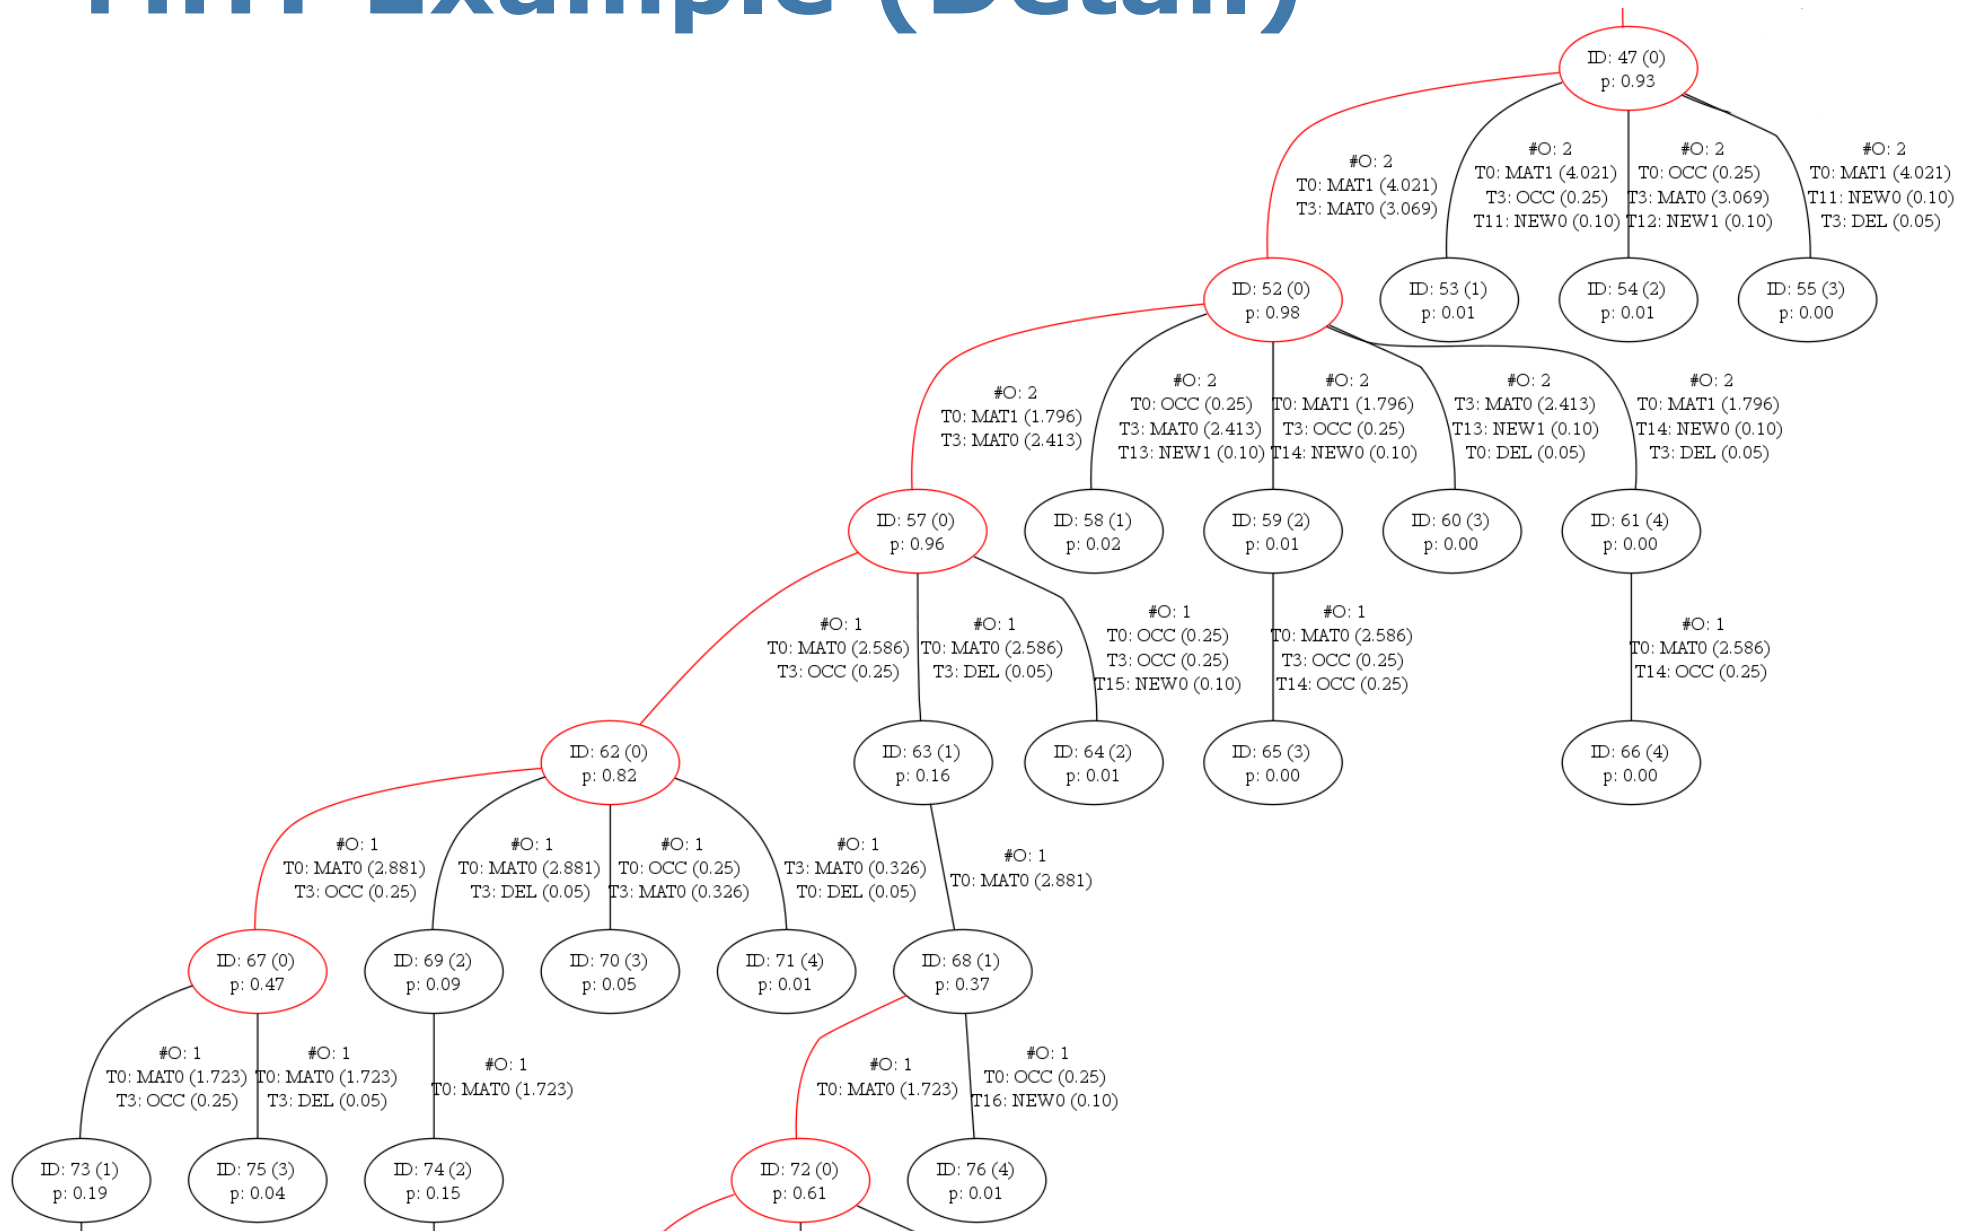 Example (Detail)
ID: 47 (0)
p: 0.93
#O: 2
T0: MAT1 (4.021)
T3: MAT0 (3.069)
#O: 2
T0: MAT1 (4.021)
T3: OCC (0.25)
T11: NEW0 (0.10)
#O: 2
T0: OCC (0.25)
T3: MAT0 (3.069)
T12: NEW1 (0.10)
#O: 2
T0: MAT1 (4.021)
T11: NEW0 (0.10)
T3: DEL (0.05)
ID: 52 (0)
p: 0.98
ID: 53 (1)
p: 0.01
ID: 54 (2)
p: 0.01
ID: 55 (3)
p: 0.00
#O: 2
T0: MAT1 (1.796)
T3: MAT0 (2.413)
#O: 2
T0: OCC (0.25)
T3: MAT0 (2.413)
T13: NEW1 (0.10)
#O: 2
T0: MAT1 (1.796)
T3: OCC (0.25)
T14: NEW0 (0.10)
#O: 2
T3: MAT0 (2.413)
T13: NEW1 (0.10)
T0: DEL (0.05)
#O: 2
T0: MAT1 (1.796)
T14: NEW0 (0.10)
T3: DEL (0.05)
ID: 57 (0)
p: 0.96
ID: 58 (1)
p: 0.02
ID: 59 (2)
p: 0.01
ID: 60 (3)
p: 0.00
ID: 61 (4)
p: 0.00
#O: 1
T0: MAT0 (2.586)
T3: OCC (0.25)
#O: 1
T0: MAT0 (2.586)
T3: DEL (0.05)
#O: 1
T0: OCC (0.25)
T3: OCC (0.25)
T15: NEW0 (0.10)
#O: 1
T0: MAT0 (2.586)
T3: OCC (0.25)
T14: OCC (0.25)
#O: 1
T0: MAT0 (2.586)
T14: OCC (0.25)
ID: 62 (0)
p: 0.82
ID: 63 (1)
p: 0.16
ID: 64 (2)
p: 0.01
ID: 65 (3)
p: 0.00
ID: 66 (4)
p: 0.00
#O: 1
T0: MAT0 (2.881)
T3: OCC (0.25)
#O: 1
T0: MAT0 (2.881)
T3: DEL (0.05)
#O: 1
T0: OCC (0.25)
T3: MAT0 (0.326)
#O: 1
T3: MAT0 (0.326)
T0: DEL (0.05)
#O: 1
T0: MAT0 (2.881)
ID: 67 (0)
p: 0.47
ID: 69 (2)
p: 0.09
ID: 70 (3)
p: 0.05
ID: 71 (4)
p: 0.01
ID: 68 (1)
p: 0.37
#O: 1
T0: MAT0 (1.723)
T3: OCC (0.25)
#O: 1
T0: MAT0 (1.723)
T3: DEL (0.05)
#O: 1
T0: MAT0 (1.723)
#O: 1
T0: MAT0 (1.723)
#O: 1
T0: OCC (0.25)
T16: NEW0 (0.10)
ID: 73 (1)
p: 0.19
ID: 75 (3)
p: 0.04
ID: 74 (2)
p: 0.15
ID: 72 (0)
p: 0.61
ID: 76 (4)
p: 0.01